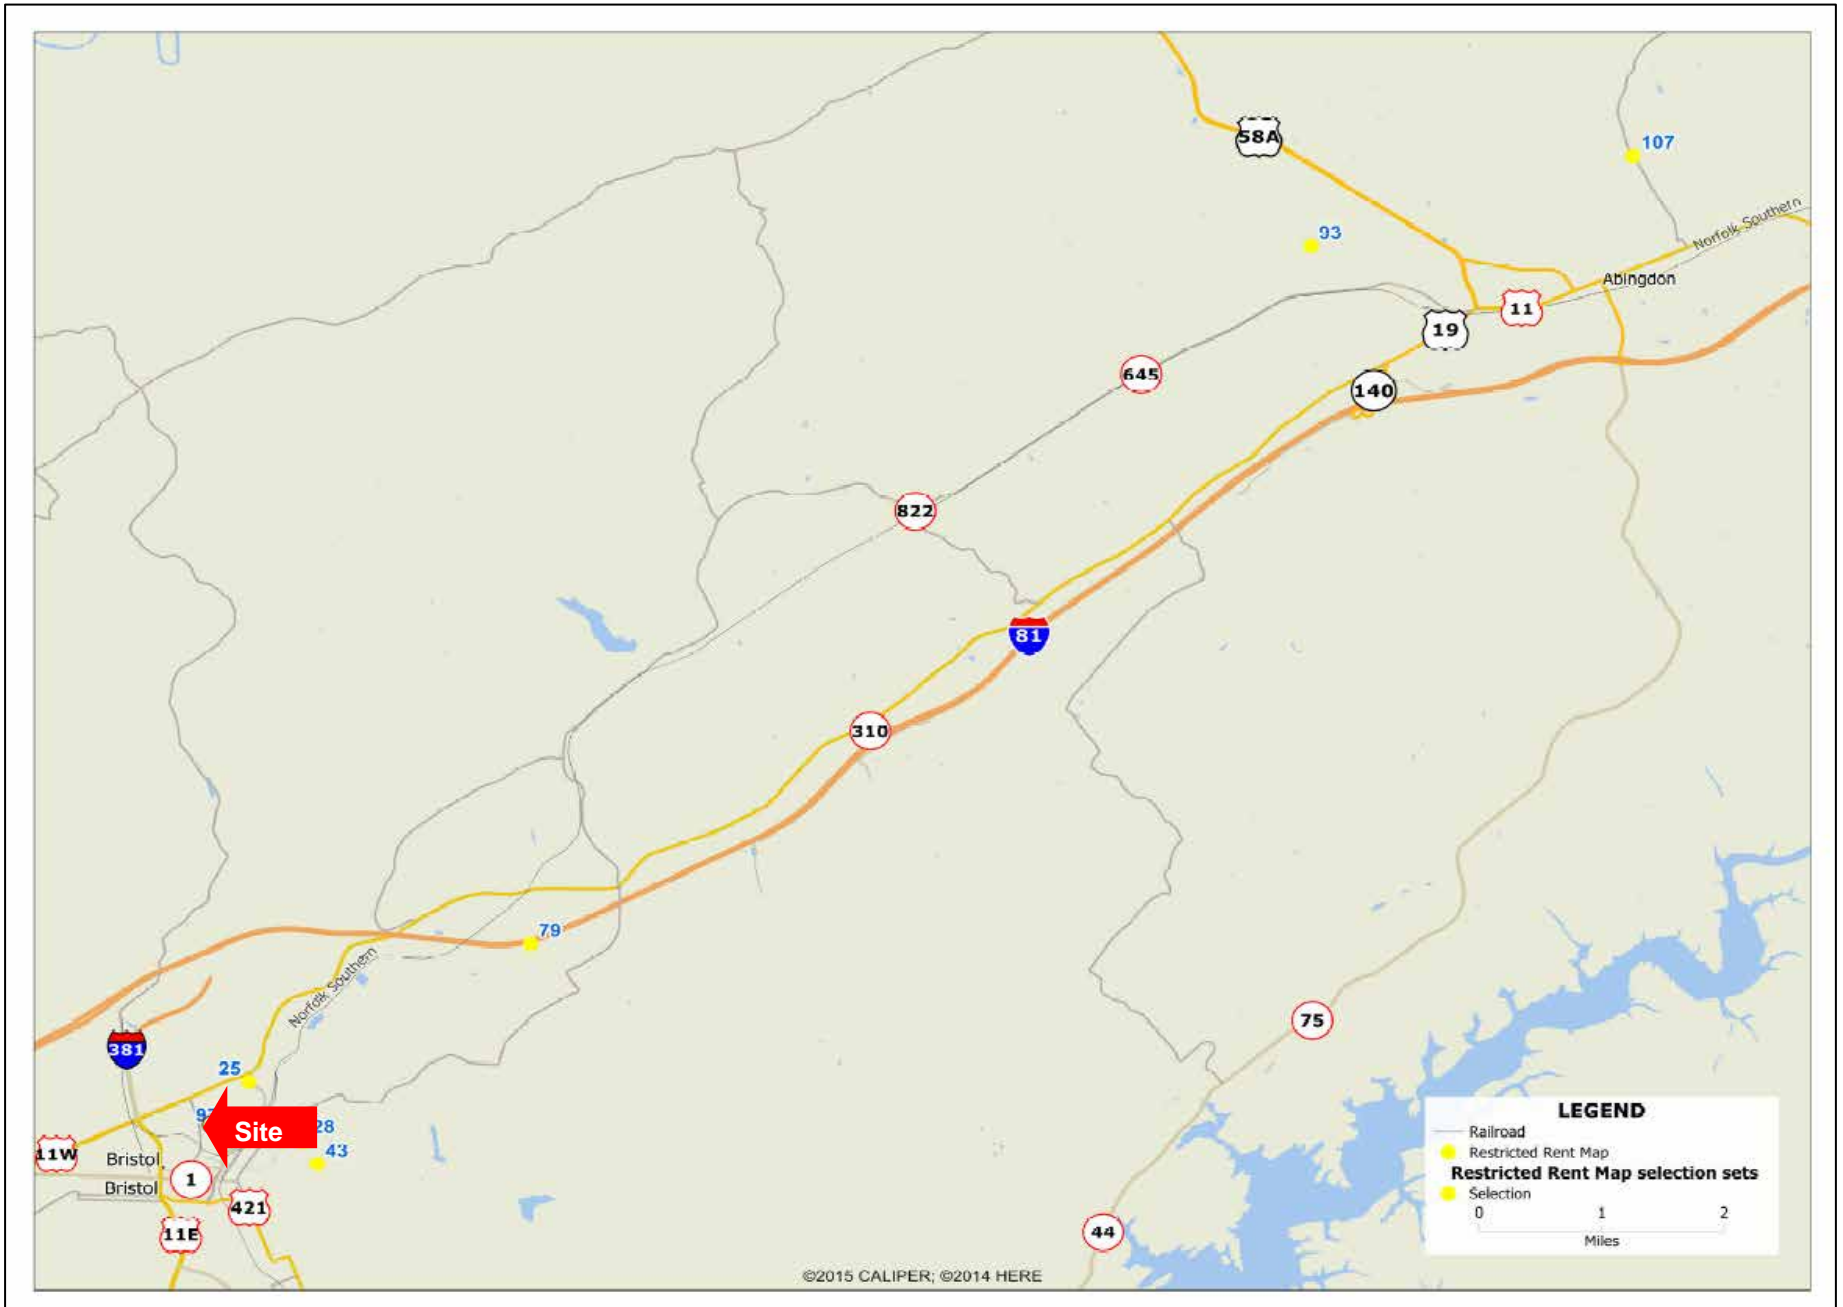 58A
107
93
Norfolk Southern
Abingdon
11
19
645
140
822
81
310
79
Norfolk Southern
75
381
25
Site
28
43
11W
Bristol
1
Bristol
421
11E
44
LEGEND
Railroad
Restricted Rent Map
Restricted Rent Map selection sets
Selection
0 1 2
Miles
©2015 CALIPER; ©2014 HERE